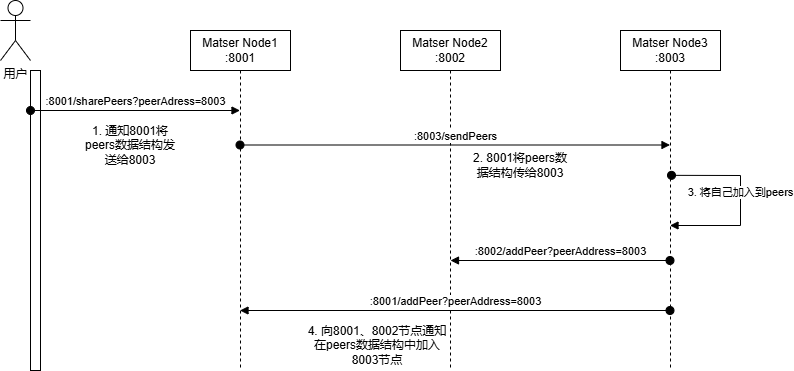 用户
Matser Node1
:8001
Matser Node2
:8002
Matser Node3
:8003
:8001/sharePeers?peerAdress=8003
1. 通知8001将
peers数据结构发
送给8003
:8003/sendPeers
2. 8001将peers数
据结构传给8003
3. 将自己加入到peers
:8002/addPeer?peerAddress=8003
:8001/addPeer?peerAddress=8003
4. 向8001、8002节点通知
在peers数据结构中加入
8003节点